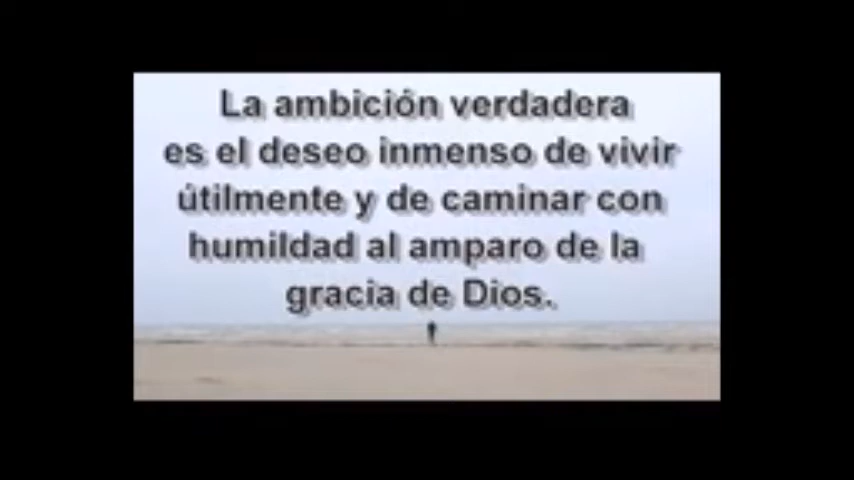 La ambición verdadera
es el deseo inmenso de vivir
útilmente y de caminar con
humildad al amparo de la
gracia de Dios.